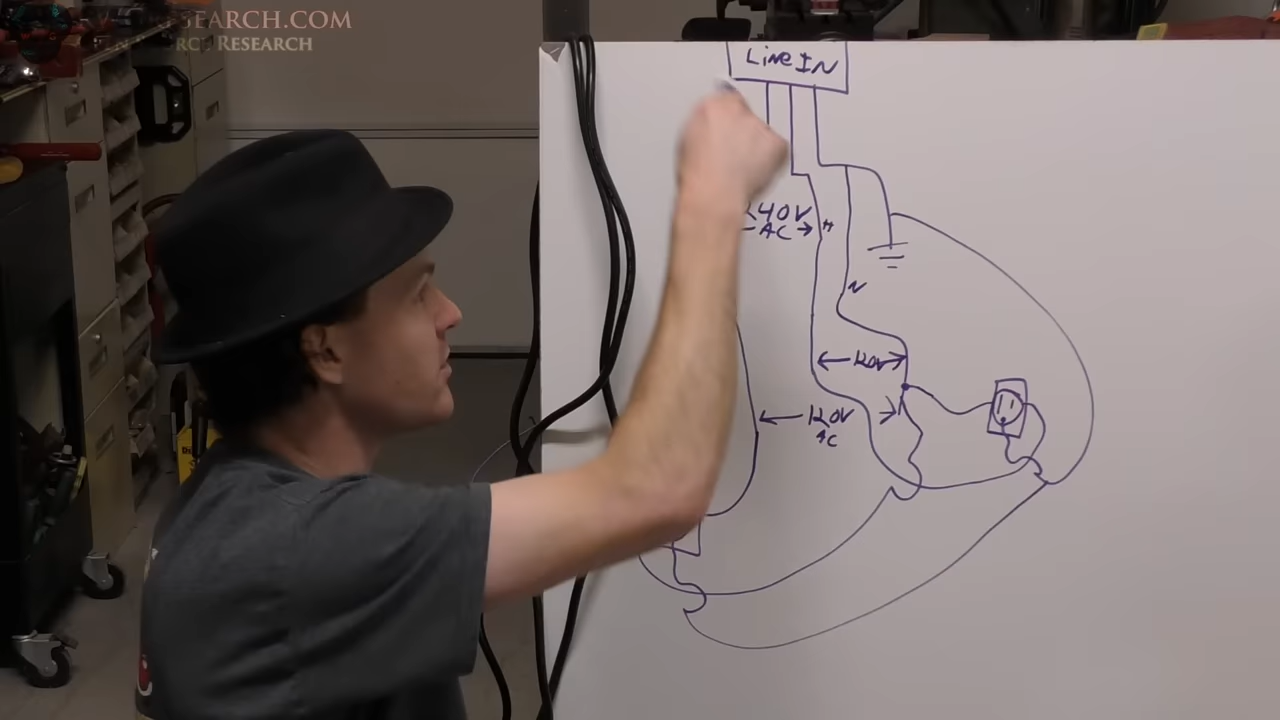 SEARCH.COM
RESEARCH
Line IN
240V
AC
H
N
120V
120V
AC